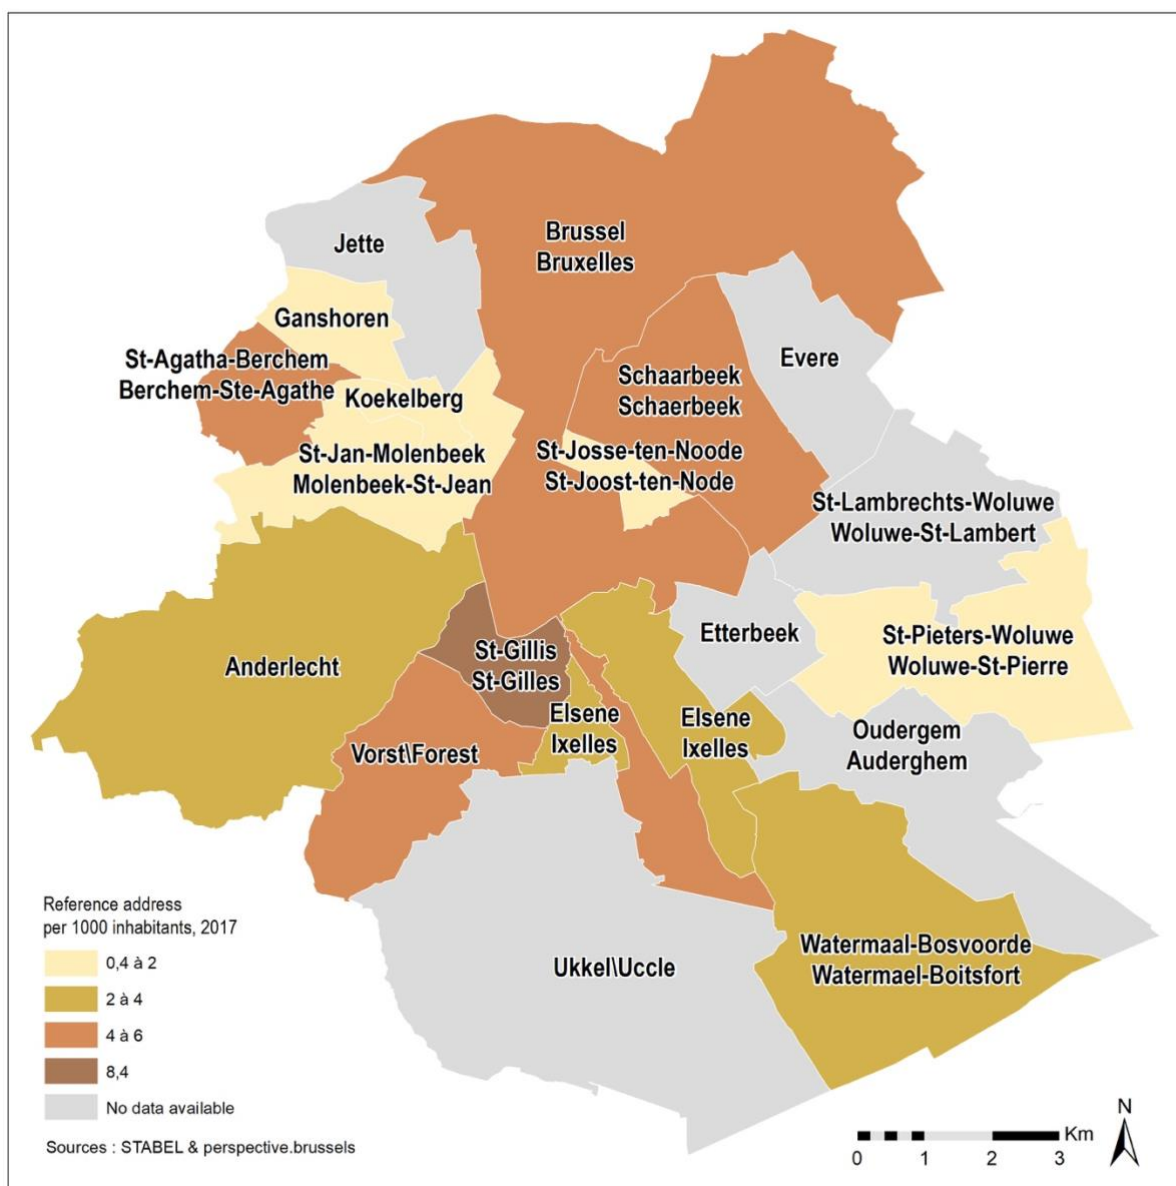 Brussel
Bruxelles
Jette
Ganshoren
St-Agatha-Berchem
Berchem-Ste-Agathe
Koekelberg
Evere
Schaarbeek
Schaerbeek
St-Jan-Molenbeek
Molenbeek-St-Jean
St-Josse-ten-Noode
St-Joost-ten-Node
St-Lambrechts-Woluwe
Woluwe-St-Lambert
Etterbeek
St-Pieters-Woluwe
Woluwe-St-Pierre
Anderlecht
St-Gillis
St-Gilles
Elsene
Ixelles
Elsene
Ixelles
Oudergem
Auderghem
Vorst\Forest
Ukkel\Uccle
Watermaal-Bosvoorde
Watermael-Boitsfort
Reference address
per 1000 inhabitants, 2017
0,4 à 2
2 à 4
4 à 6
8,4
No data available
Sources : STABEL & perspective.brussels
Km
0 1 2 3
N